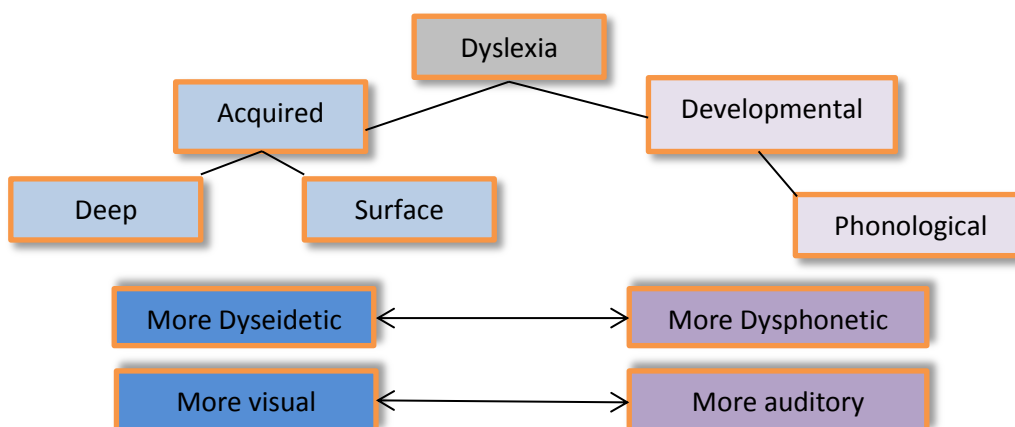 Dyslexia
Acquired
Developmental
Deep
Surface
Phonological
More Dyseidetic
More Dysphonetic
More visual
More auditory